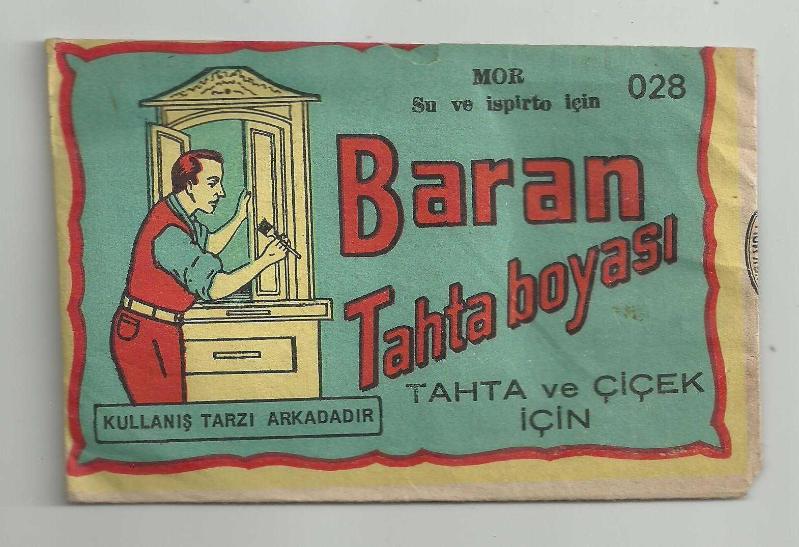 MOR
Su ve ispirto için
028
Baran
Tahta boyası
TAHTA ve ÇİÇEK
İÇİN
KULLANIŞ TARZI ARKADADIR